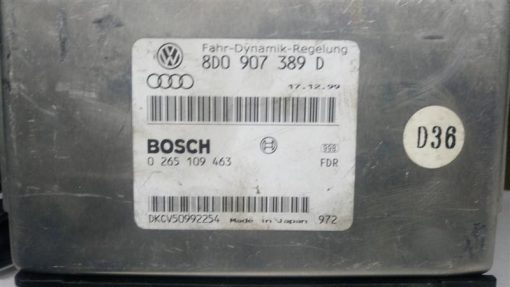 Fahr-Dynamik-Regelung
8D0 907 389 D
17.12.99
BOSCH
0 265 109 463
FDR
DKCV50992254 Made in Japan 972
D36